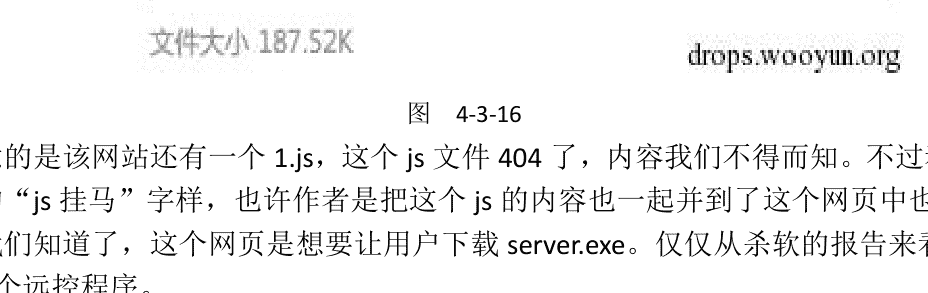 文件大小 187.52K
drops.wooyun.org
图 4-3-16
的是该网站还有一个 1.js，这个 js 文件 404 了，内容我们不得而知。不过
“js 挂马”字样，也许作者是把这个 js 的内容也一起并到了这个网页中也
们知道了，这个网页是想要让用户下载 server.exe。仅仅从杀软的报告来看
个远控程序。